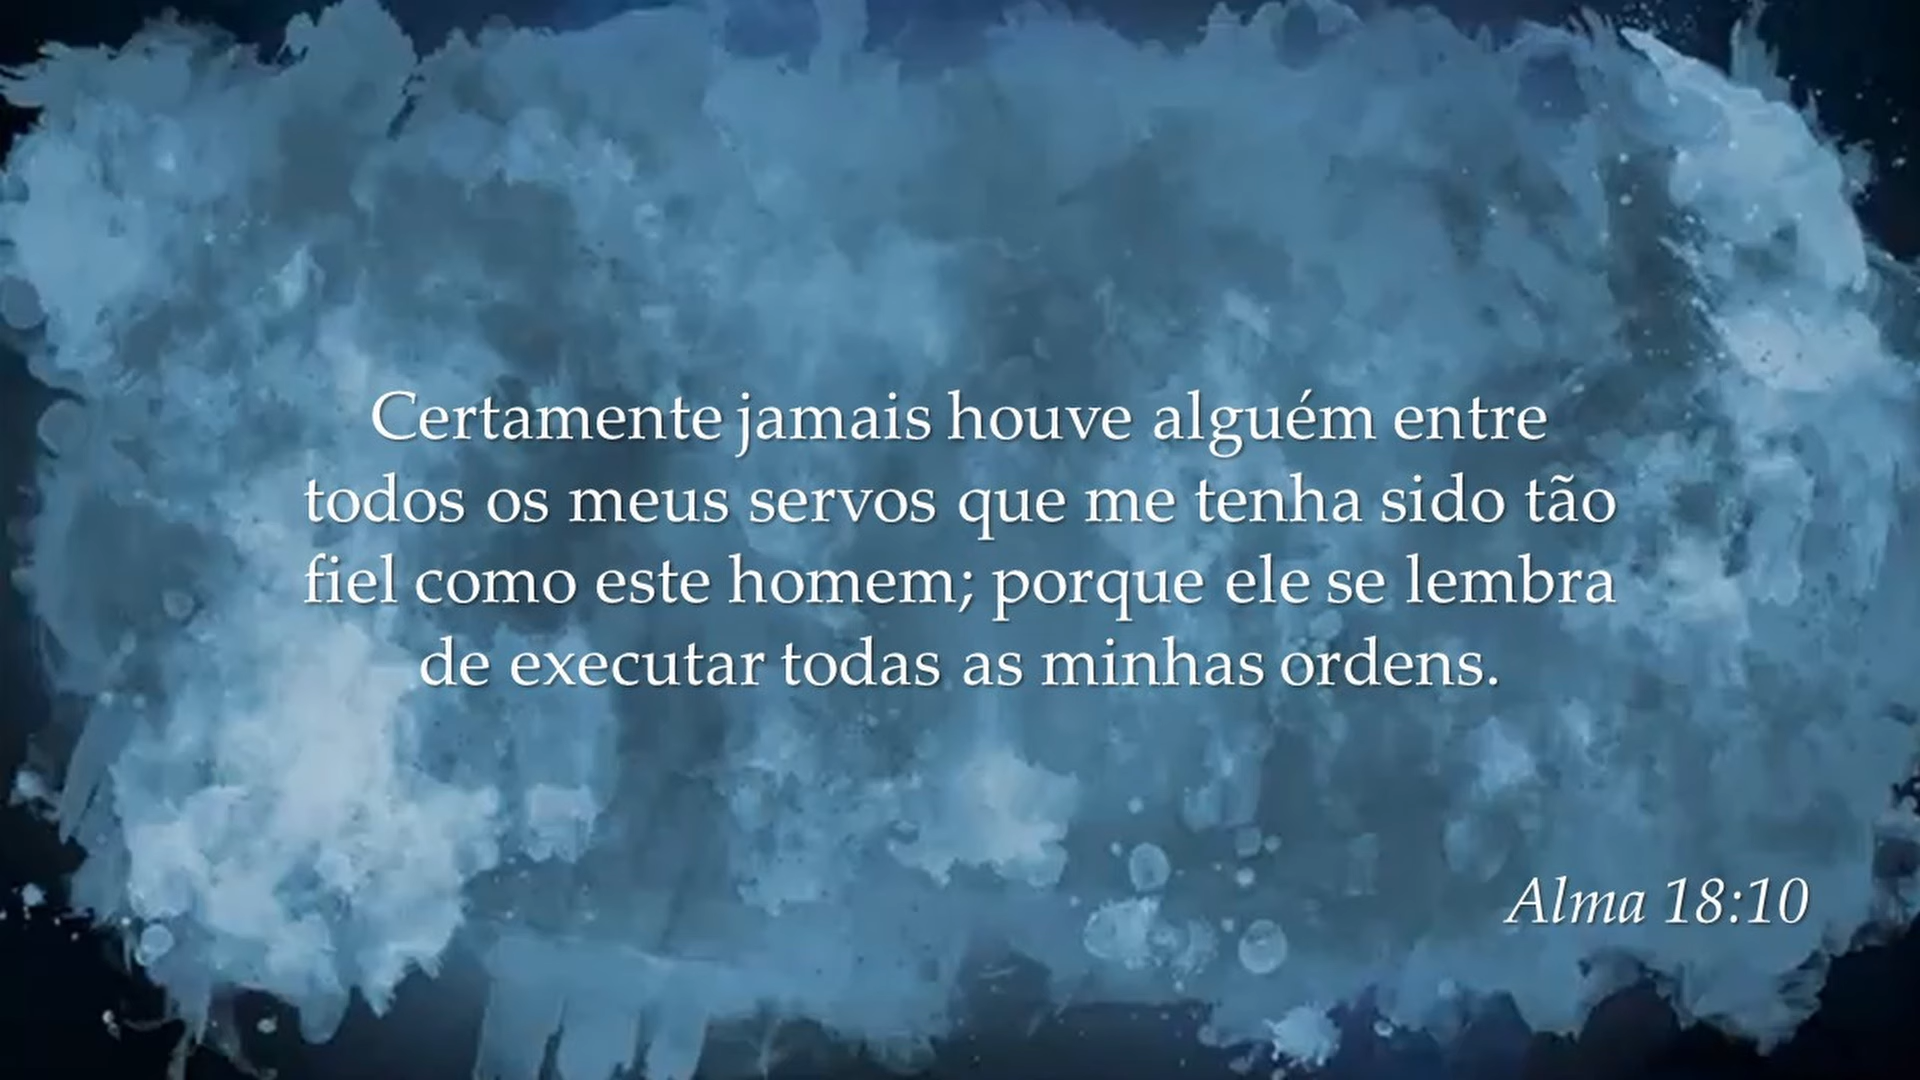 Certamente jamais houve alguém entre
todos os meus servos que me tenha sido tão
fiel como este homem; porque ele se lembra
de executar todas as minhas ordens.
Alma 18:10